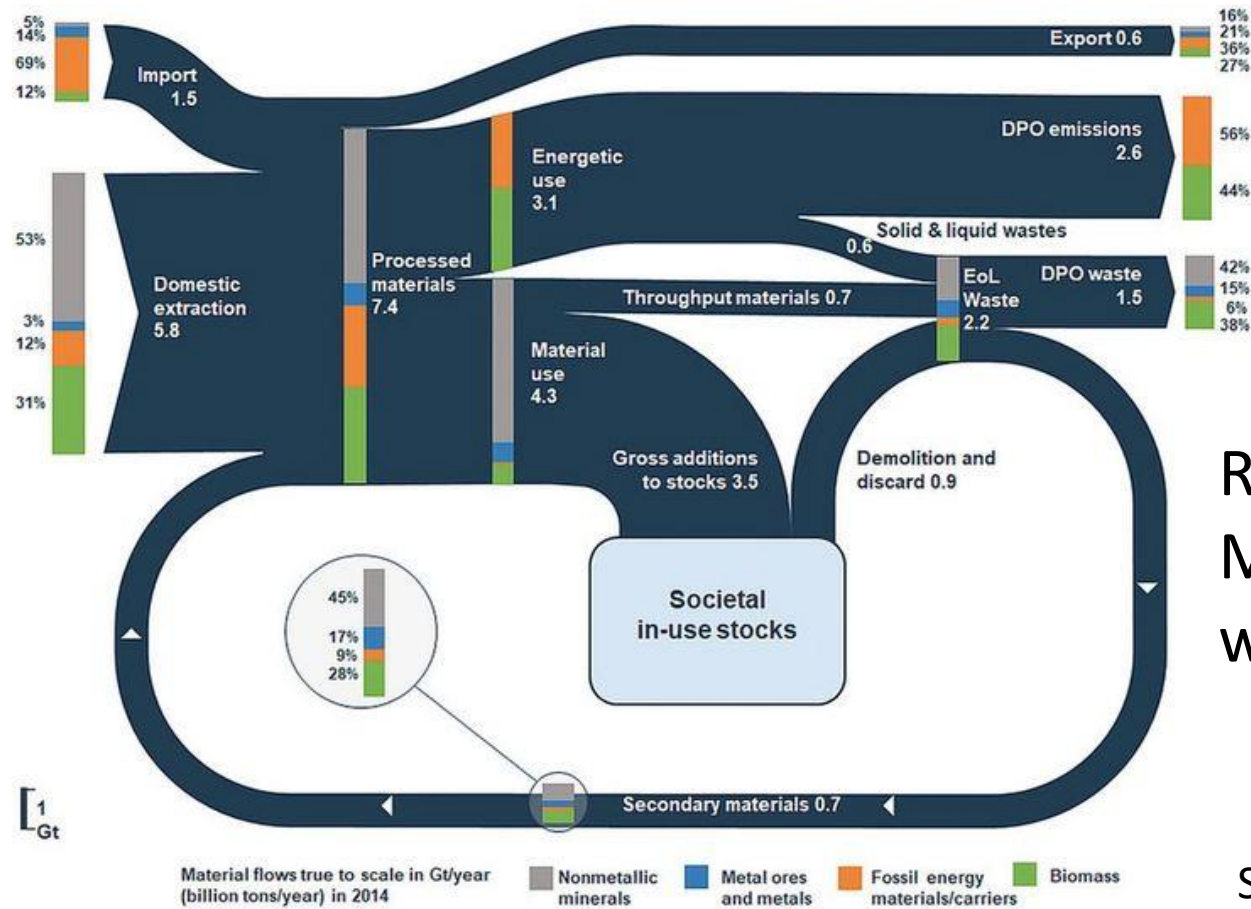 5%
14%
69%
12%
Import
1.5
Export 0.6
16%
21%
36%
27%
DPO emissions
2.6
56%
44%
Energetic
use
3.1
Solid & liquid wastes
0.6
53%
3%
12%
31%
Domestic
extraction
5.8
Processed
materials
7.4
Throughput materials 0.7
EoL
Waste
2.2
DPO waste
1.5
42%
15%
6%
38%
Material
use
4.3
Gross additions
to stocks 3.5
Demolition and
discard 0.9
R
M
w
Societal
in-use stocks
45%
17%
9%
28%
Secondary materials 0.7
1
Gt
Material flows true to scale in Gt/year
(billion tons/year) in 2014
Nonmetallic
minerals
Metal ores
and metals
Fossil energy
materials/carriers
Biomass
s